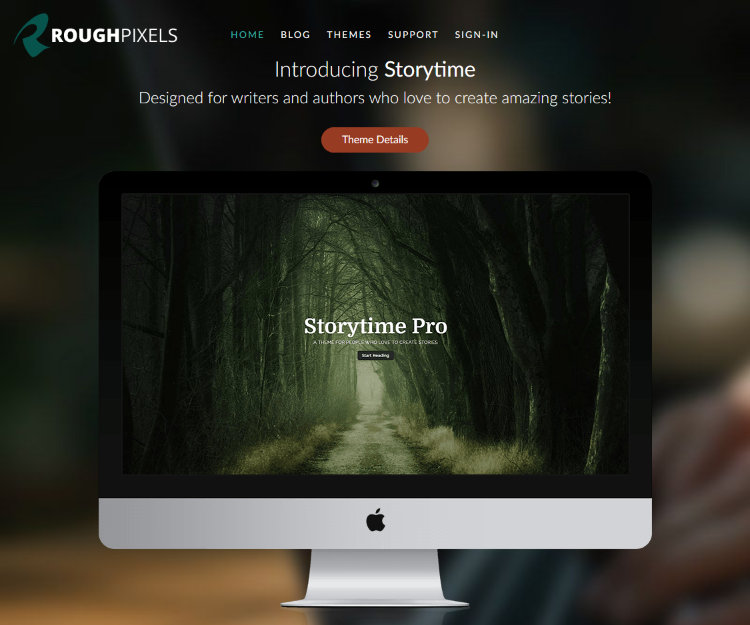 ROUGHPIXELS
HOME BLOG THEMES SUPPORT SIGN-IN
Introducing Storytime
Designed for writers and authors who love to create amazing stories!
Theme Details
Storytime Pro
A THEME FOR PEOPLE WHO LOVE TO CREATE STORIES
Start Reading